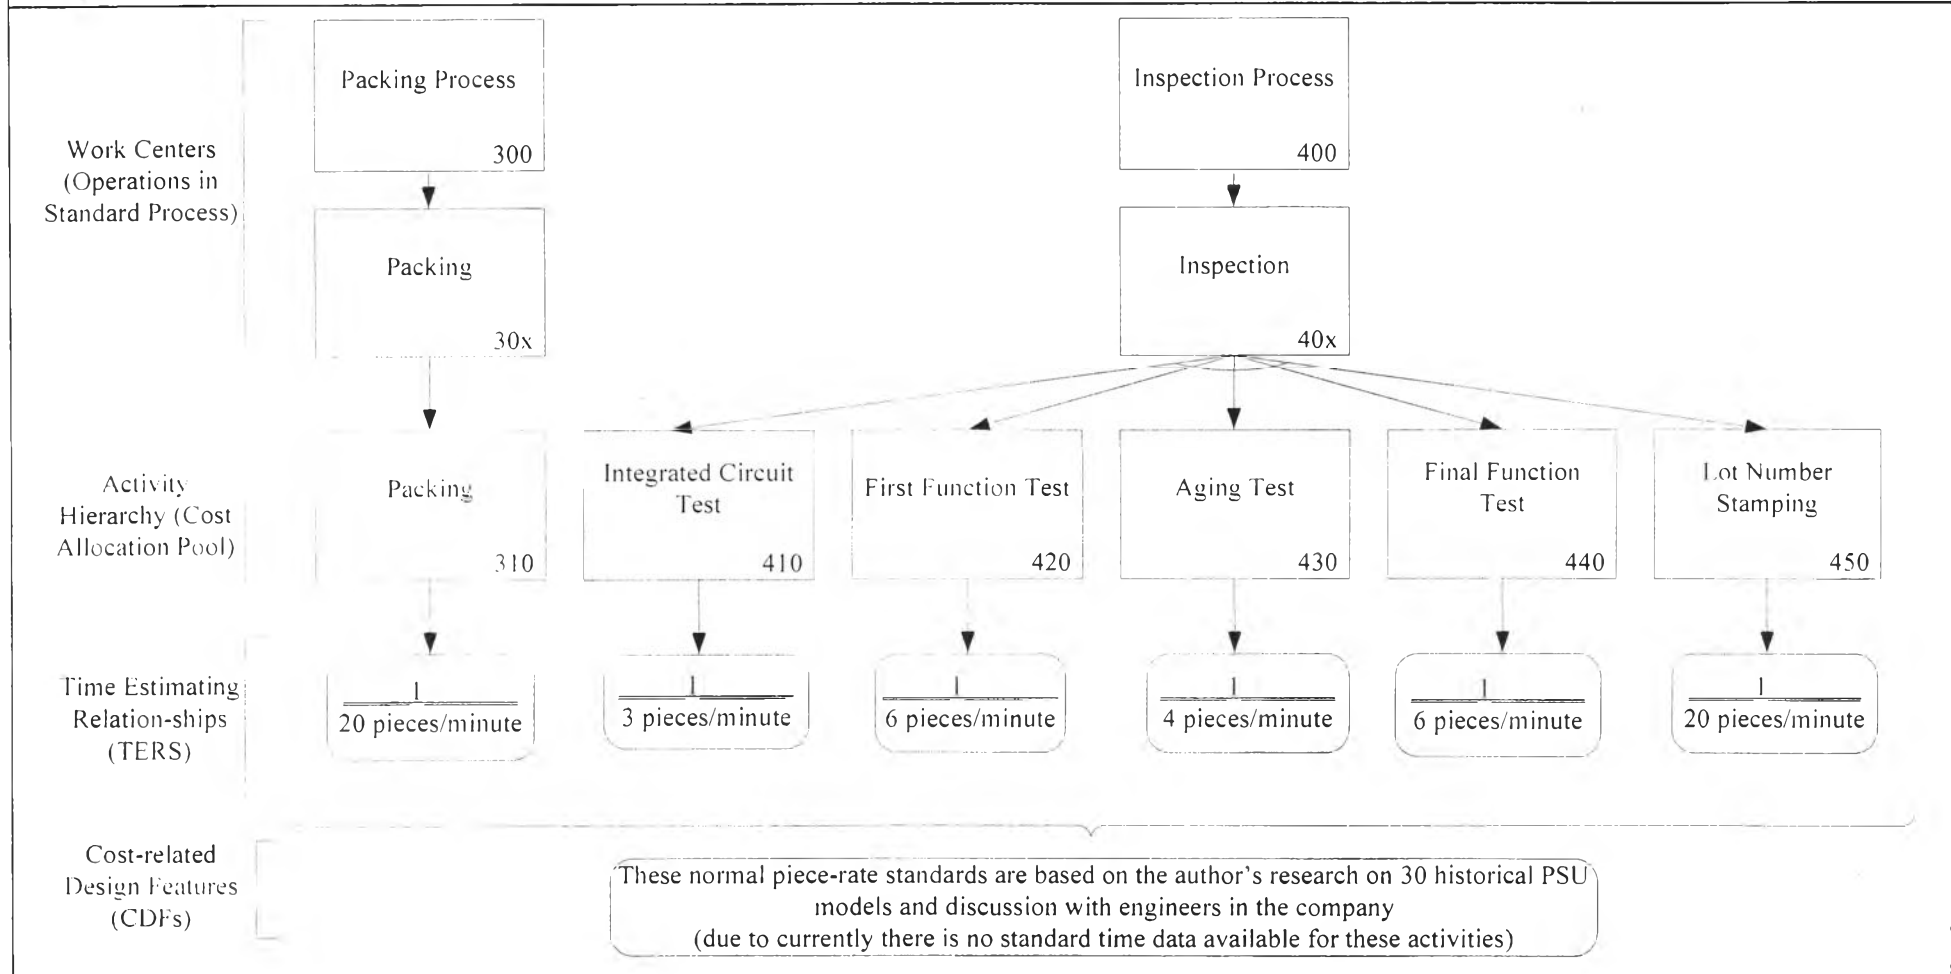 Packing Process
300
Inspection Process
400
Work Centers
(Operations in
Standard Process)
Packing
30x
Inspection
40x
Activity
Hierarchy (Cost
Allocation Pool)
Packing
310
Integrated Circuit
Test
410
First Function Test
420
Aging Test
430
Final Function
Test
440
Lot Number
Stamping
450
Time Estimating
Relation-ships
(TERS)
1
20 pieces/minute
1
3 pieces/minute
1
6 pieces/minute
1
4 pieces/minute
1
6 pieces/minute
1
20 pieces/minute
Cost-related
Design Features
(CDFs)
These normal piece-rate standards are based on the author's research on 30 historical PSU
models and discussion with engineers in the company
(due to currently there is no standard time data available for these activities)